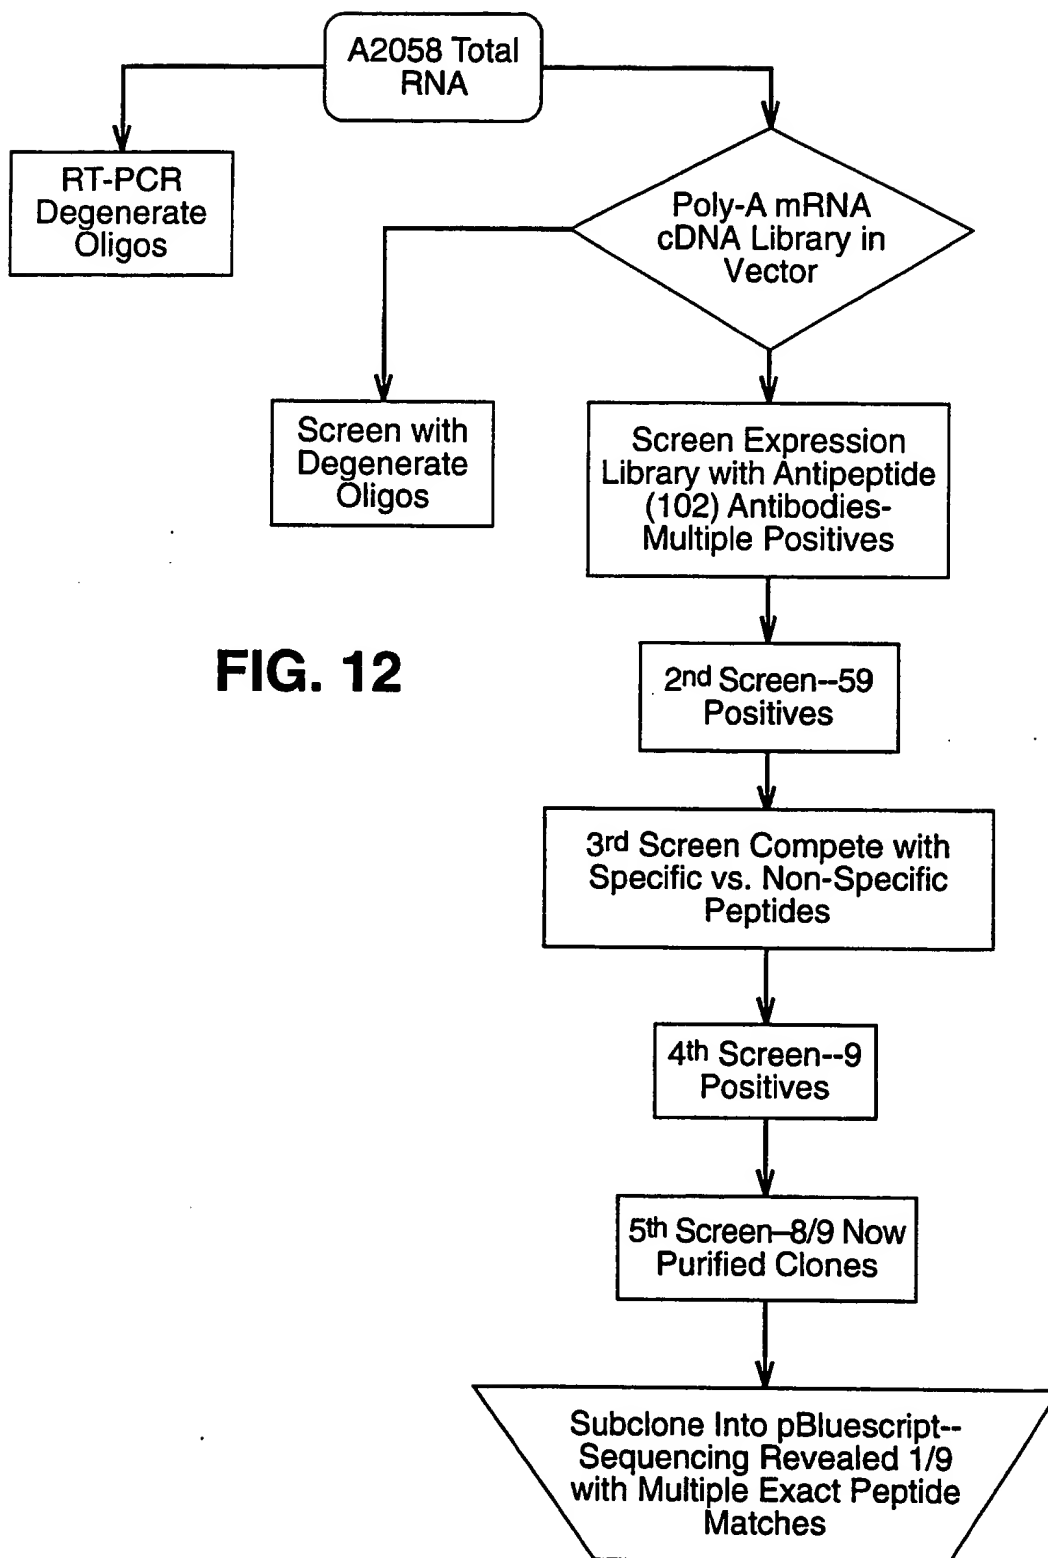 A2058 Total
RNA
RT-PCR
Degenerate
Oligos
Poly-A mRNA
cDNA Library in
Vector
Screen with
Degenerate
Oligos
Screen Expression
Library with Antipeptide
(102) Antibodies-
Multiple Positives
FIG. 12
2nd Screen--59
Positives
3rd Screen Compete with
Specific vs. Non-Specific
Peptides
4th Screen--9
Positives
5th Screen--8/9 Now
Purified Clones
Subclone Into pBluescript--
Sequencing Revealed 1/9
with Multiple Exact Peptide
Matches